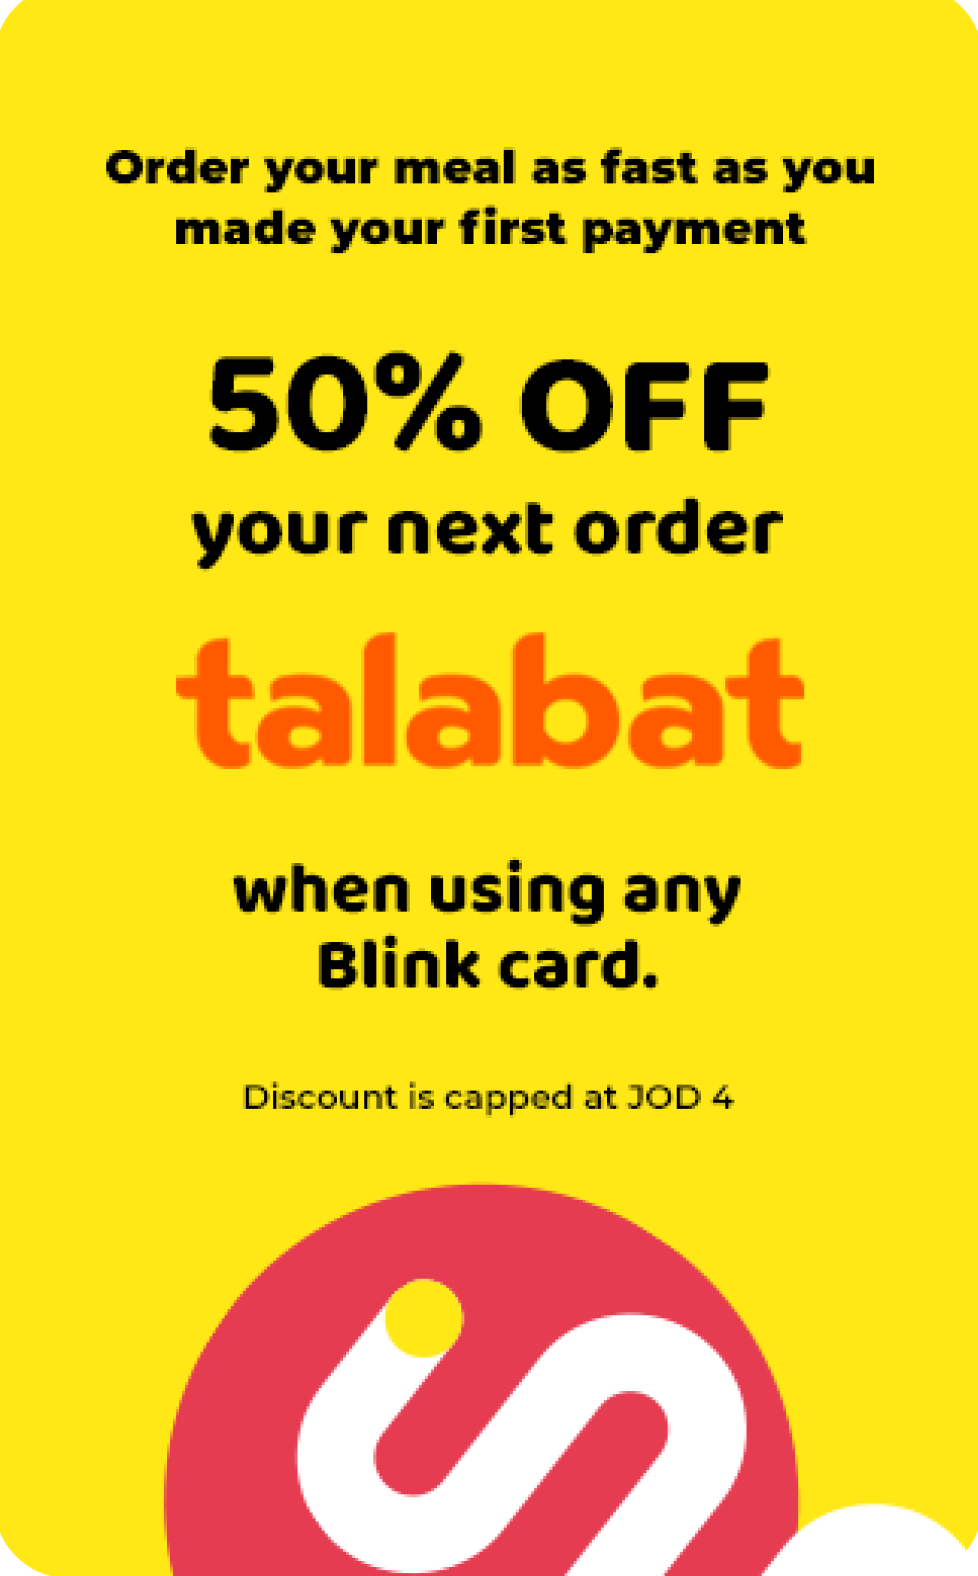 Order your meal as fast as you
made your first payment
50% OFF
your next order
talabat
when using any
Blink card.
Discount is capped at JOD 4